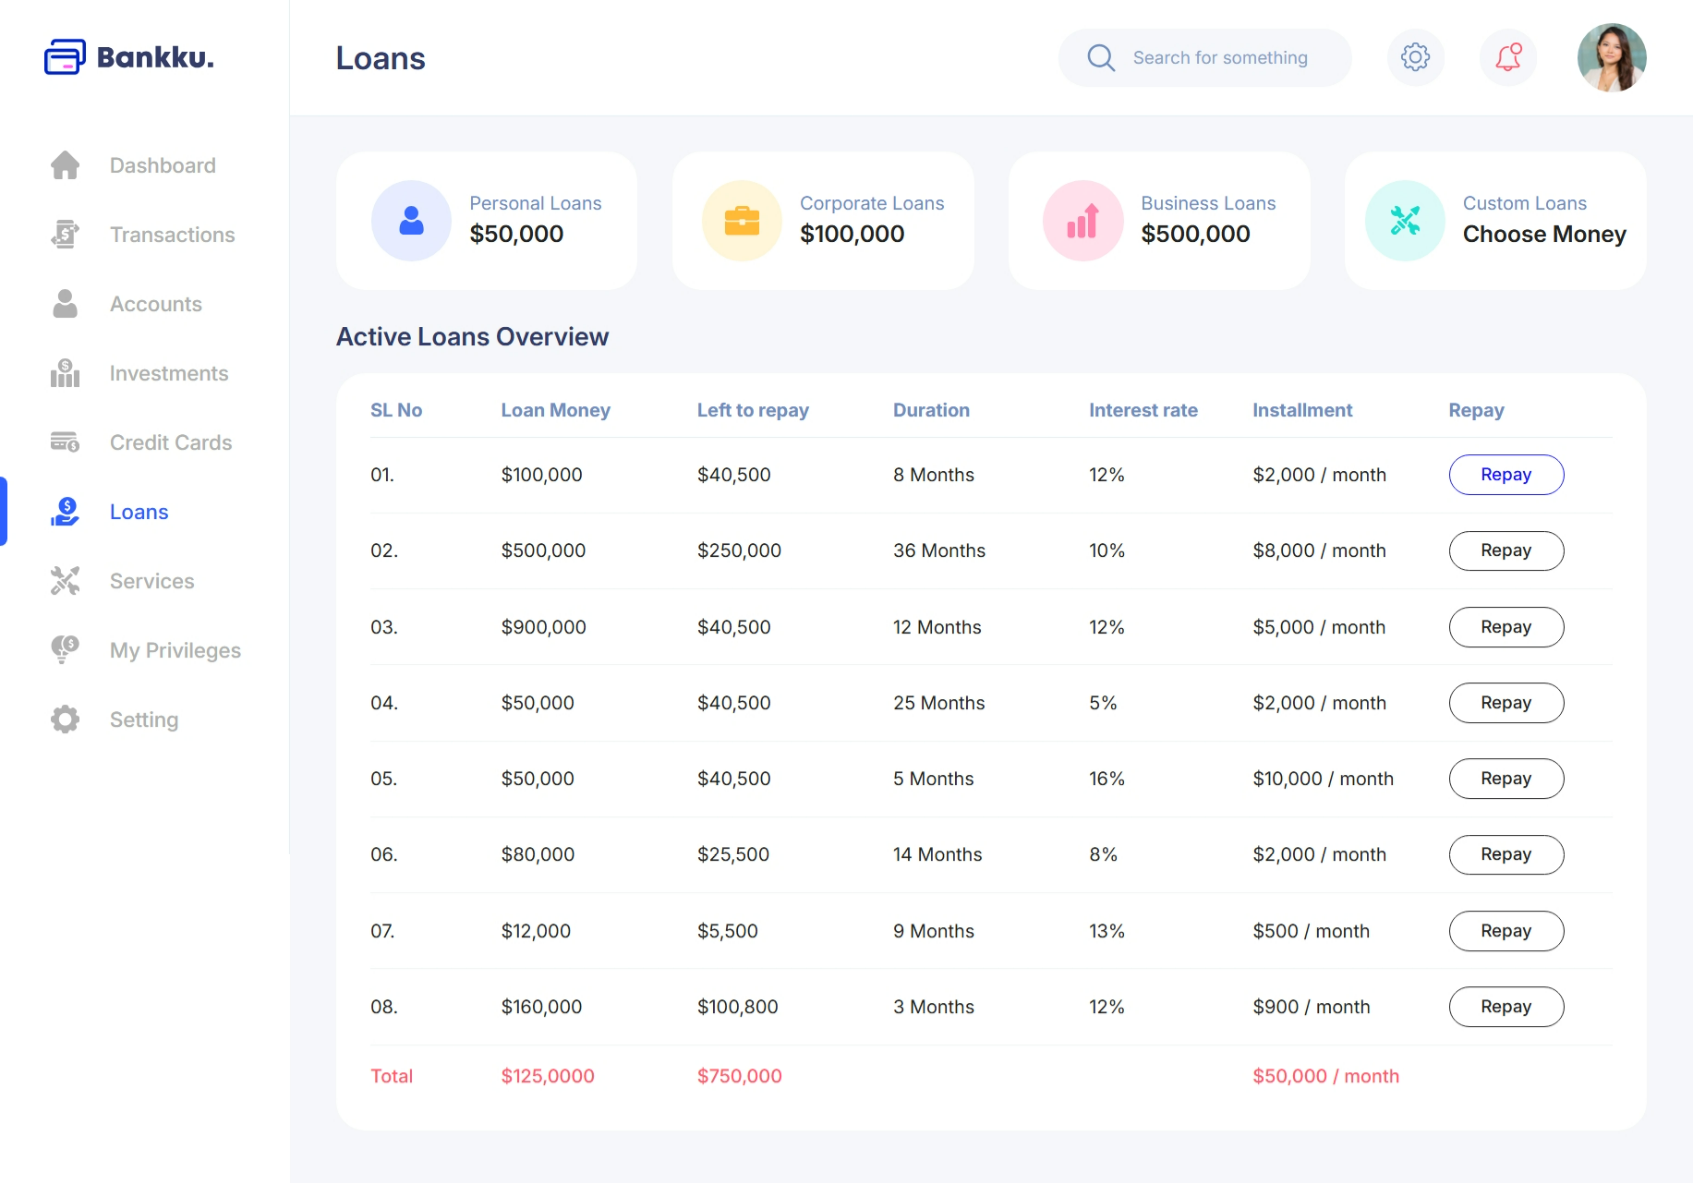 Bankku.
Loans
Search for something
Dashboard
Transactions
Accounts
Investments
Credit Cards
Loans
Services
My Privileges
Setting
Personal Loans
$50,000
Corporate Loans
$100,000
Business Loans
$500,000
Custom Loans
Choose Money
Active Loans Overview
SL No Loan Money Left to repay Duration Interest rate Installment Repay
01. $100,000 $40,500 8 Months 12% $2,000 / month Repay
02. $500,000 $250,000 36 Months 10% $8,000 / month Repay
03. $900,000 $40,500 12 Months 12% $5,000 / month Repay
04. $50,000 $40,500 25 Months 5% $2,000 / month Repay
05. $50,000 $40,500 5 Months 16% $10,000 / month Repay
06. $80,000 $25,500 14 Months 8% $2,000 / month Repay
07. $12,000 $5,500 9 Months 13% $500 / month Repay
08. $160,000 $100,800 3 Months 12% $900 / month Repay
Total $125,0000 $750,000 $50,000 / month